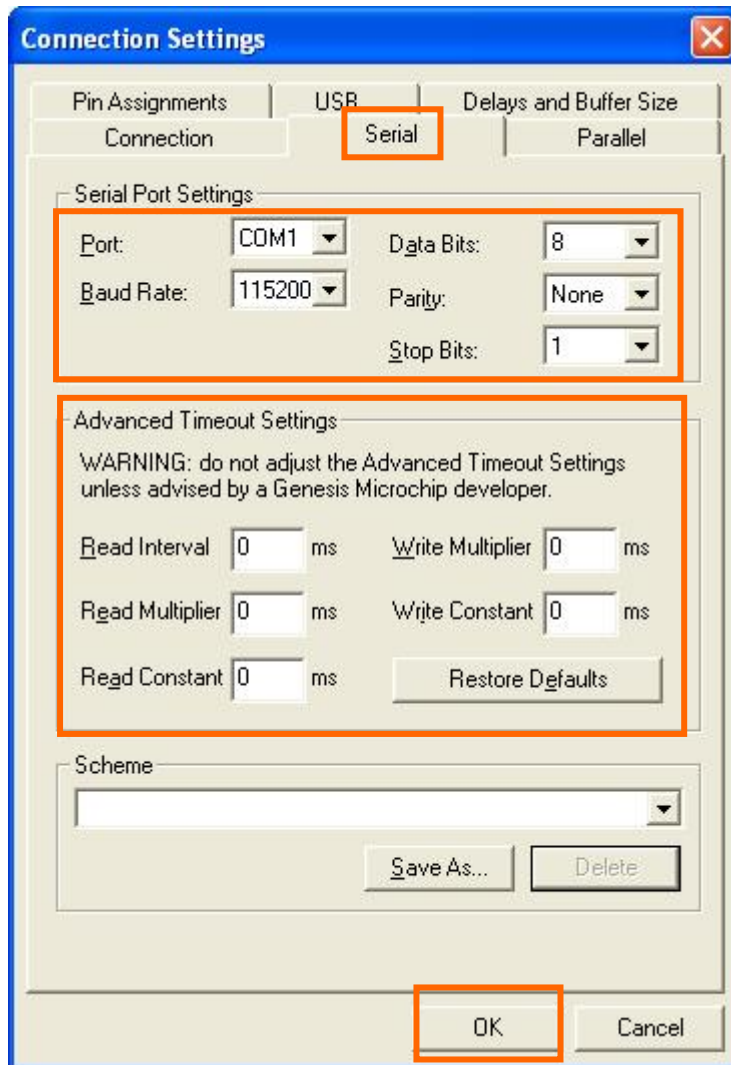 Connection Settings
Pin Assignments USB Delays and Buffer Size
Connection Serial Parallel
Serial Port Settings
Port: COM1 Data Bits: 8
Baud Rate: 115200 Parity: None
Stop Bits: 1
Advanced Timeout Settings
WARNING: do not adjust the Advanced Timeout Settings
unless advised by a Genesis Microchip developer.
Read Interval 0 ms Write Multiplier 0 ms
Read Multiplier 0 ms Write Constant 0 ms
Read Constant 0 ms Restore Defaults
Scheme
Save As... Delete
OK Cancel